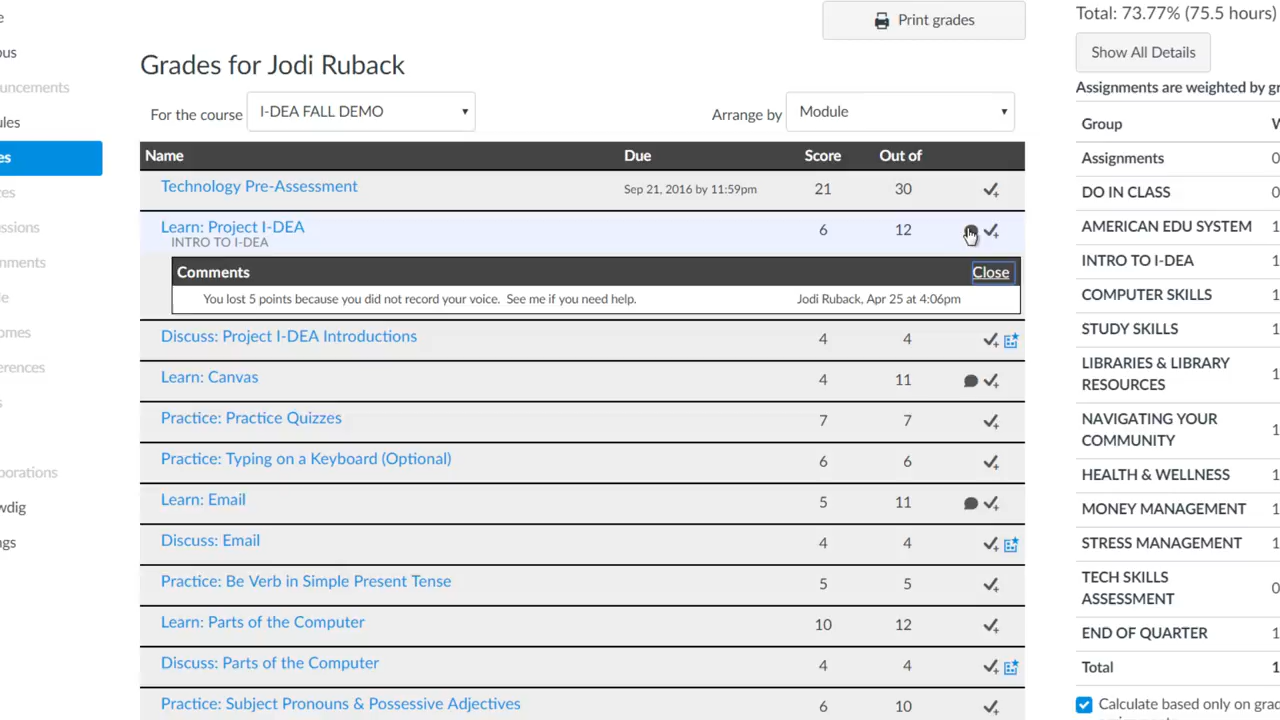 Print grades
Total: 73.77% (75.5 hours)
Show All Details
Grades for Jodi Ruback
For the course
I-DEA FALL DEMO
Arrange by
Module
Name Due Score Out of
Technology Pre-Assessment Sep 21, 2016 by 11:59pm 21 30
Learn: Project I-DEA 6 12
INTRO TO I-DEA
Comments Close
You lost 5 points because you did not record your voice. See me if you need help. Jodi Ruback, Apr 25 at 4:06pm
Discuss: Project I-DEA Introductions 4 4
Learn: Canvas 4 11
Practice: Practice Quizzes 7 7
Practice: Typing on a Keyboard (Optional) 6 6
Learn: Email 5 11
Discuss: Email 4 4
Practice: Be Verb in Simple Present Tense 5 5
Learn: Parts of the Computer 10 12
Discuss: Parts of the Computer 4 4
Practice: Subject Pronouns & Possessive Adjectives 6 10
Assignments are weighted by
Group
Assignments
DO IN CLASS
AMERICAN EDU SYSTEM
INTRO TO I-DEA
COMPUTER SKILLS
STUDY SKILLS
LIBRARIES & LIBRARY
RESOURCES
NAVIGATING YOUR
COMMUNITY
HEALTH & WELLNESS
MONEY MANAGEMENT
STRESS MANAGEMENT
TECH SKILLS
ASSESSMENT
END OF QUARTER
Total
Calculate based only on